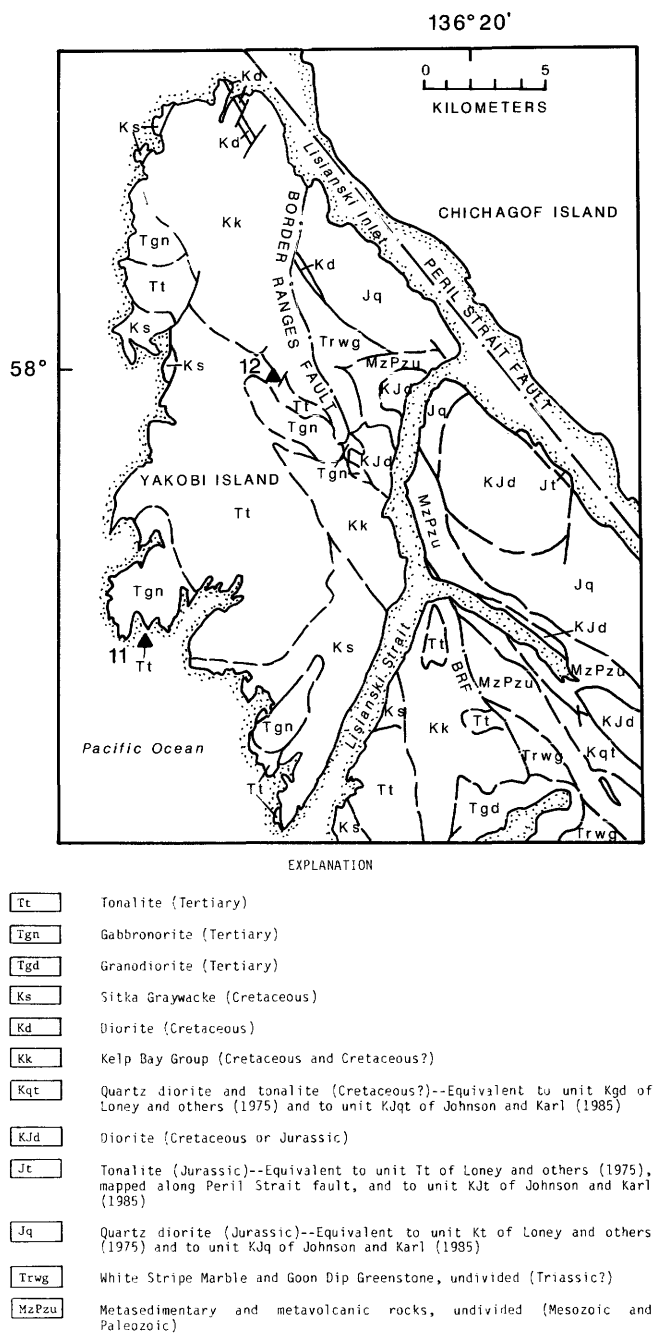 136°20'
0 5
KILOMETERS
Kd
Ks
Kd
Lisianski Inlet
CHICHAGOF ISLAND
Kk
BORDER RANGES FAULT
Tgn
Kd
PERIL STRAIT FAULT
Tt
Jq
Ks
Trwg
58°
Ks
12
MzPzu
KJd
Tt
Jq
Tgn
KJd
Tgn
KJd
Jt
YAKOBI ISLAND
Tt
Kk
MzPzu
Tgn
Jq
KJd
11
Tt
Ks
Tt
MzPzu
BRF
MzPzu
Lisianski Strait
Ks
Tgn
Kk
Tt
KJd
Pacific Ocean
Trwg
Kqt
Tt
Tt
Tgd
Ks
Trwg
EXPLANATION
Tt Tonalite (Tertiary)
Tgn Gabbronorite (Tertiary)
Tgd Granodiorite (Tertiary)
Ks Sitka Graywacke (Cretaceous)
Kd Diorite (Cretaceous)
Kk Kelp Bay Group (Cretaceous and Cretaceous?)
Kqt Quartz diorite and tonalite (Cretaceous?)--Equivalent to unit Kgd of
Loney and others (1975) and to unit KJqt of Johnson and Karl (1985)
KJd Diorite (Cretaceous or Jurassic)
Jt Tonalite (Jurassic)--Equivalent to unit Tt of Loney and others (1975),
mapped along Peril Strait fault, and to unit KJt of Johnson and Karl
(1985)
Jq Quartz diorite (Jurassic)--Equivalent to unit Kt of Loney and others
(1975) and to unit KJq of Johnson and Karl (1985)
Trwg White Stripe Marble and Goon Dip Greenstone, undivided (Triassic?)
MzPzu Metasedimentary and metavolcanic rocks, undivided (Mesozoic and
Paleozoic)